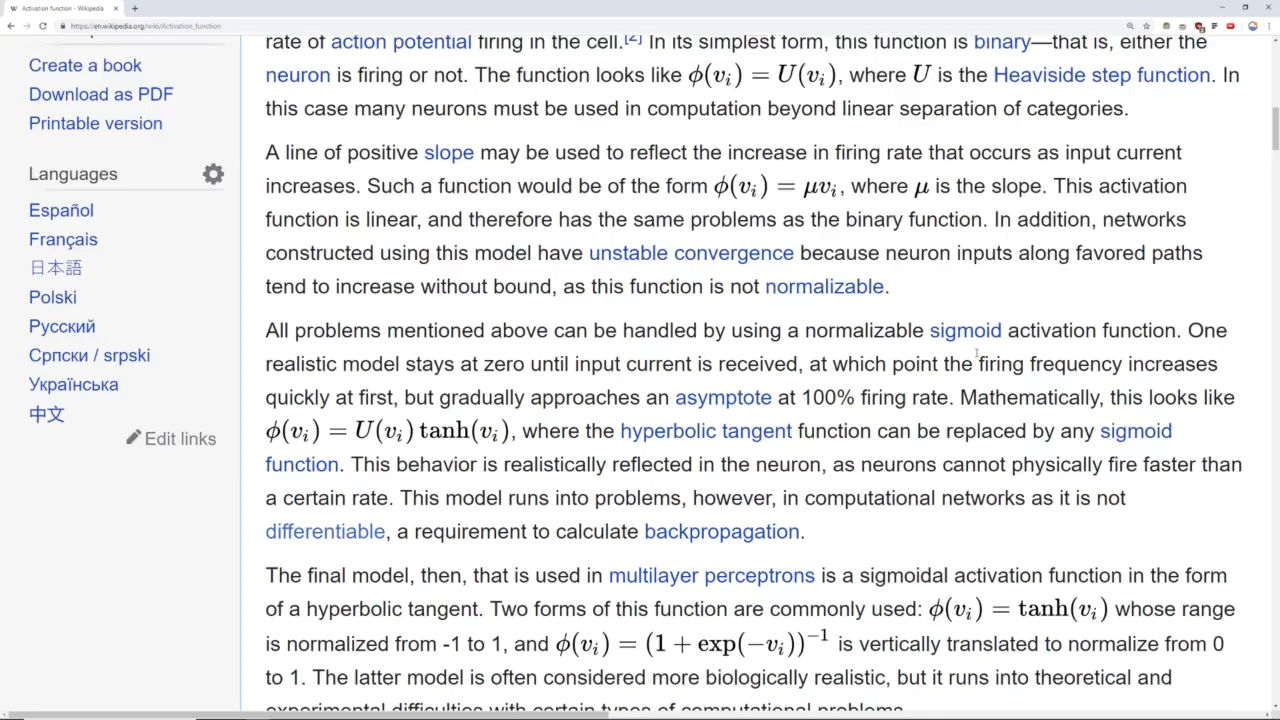 Activation function - Wikipedia
https://en.wikipedia.org/wiki/Activation_function
Create a book
Download as PDF
Printable version
Languages
Español
Français
日本語
Polski
Русский
Српски / srpski
Українська
中文
Edit links
rate of action potential firing in the cell.[2] In its simplest form, this function is binary—that is, either the
neuron is firing or not. The function looks like ϕ(vᵢ) = U(vᵢ), where U is the Heaviside step function. In
this case many neurons must be used in computation beyond linear separation of categories.
A line of positive slope may be used to reflect the increase in firing rate that occurs as input current
increases. Such a function would be of the form ϕ(vᵢ) = μvᵢ, where μ is the slope. This activation
function is linear, and therefore has the same problems as the binary function. In addition, networks
constructed using this model have unstable convergence because neuron inputs along favored paths
tend to increase without bound, as this function is not normalizable.
All problems mentioned above can be handled by using a normalizable sigmoid activation function. One
realistic model stays at zero until input current is received, at which point the firing frequency increases
quickly at first, but gradually approaches an asymptote at 100% firing rate. Mathematically, this looks like
ϕ(vᵢ) = U(vᵢ) tanh(vᵢ), where the hyperbolic tangent function can be replaced by any sigmoid
function. This behavior is realistically reflected in the neuron, as neurons cannot physically fire faster than
a certain rate. This model runs into problems, however, in computational networks as it is not
differentiable, a requirement to calculate backpropagation.
The final model, then, that is used in multilayer perceptrons is a sigmoidal activation function in the form
of a hyperbolic tangent. Two forms of this function are commonly used: ϕ(vᵢ) = tanh(vᵢ) whose range
is normalized from -1 to 1, and ϕ(vᵢ) = (1 + exp(−vᵢ))⁻¹ is vertically translated to normalize from 0
to 1. The latter model is often considered more biologically realistic, but it runs into theoretical and
experimental difficulties with certain types of computational problems.